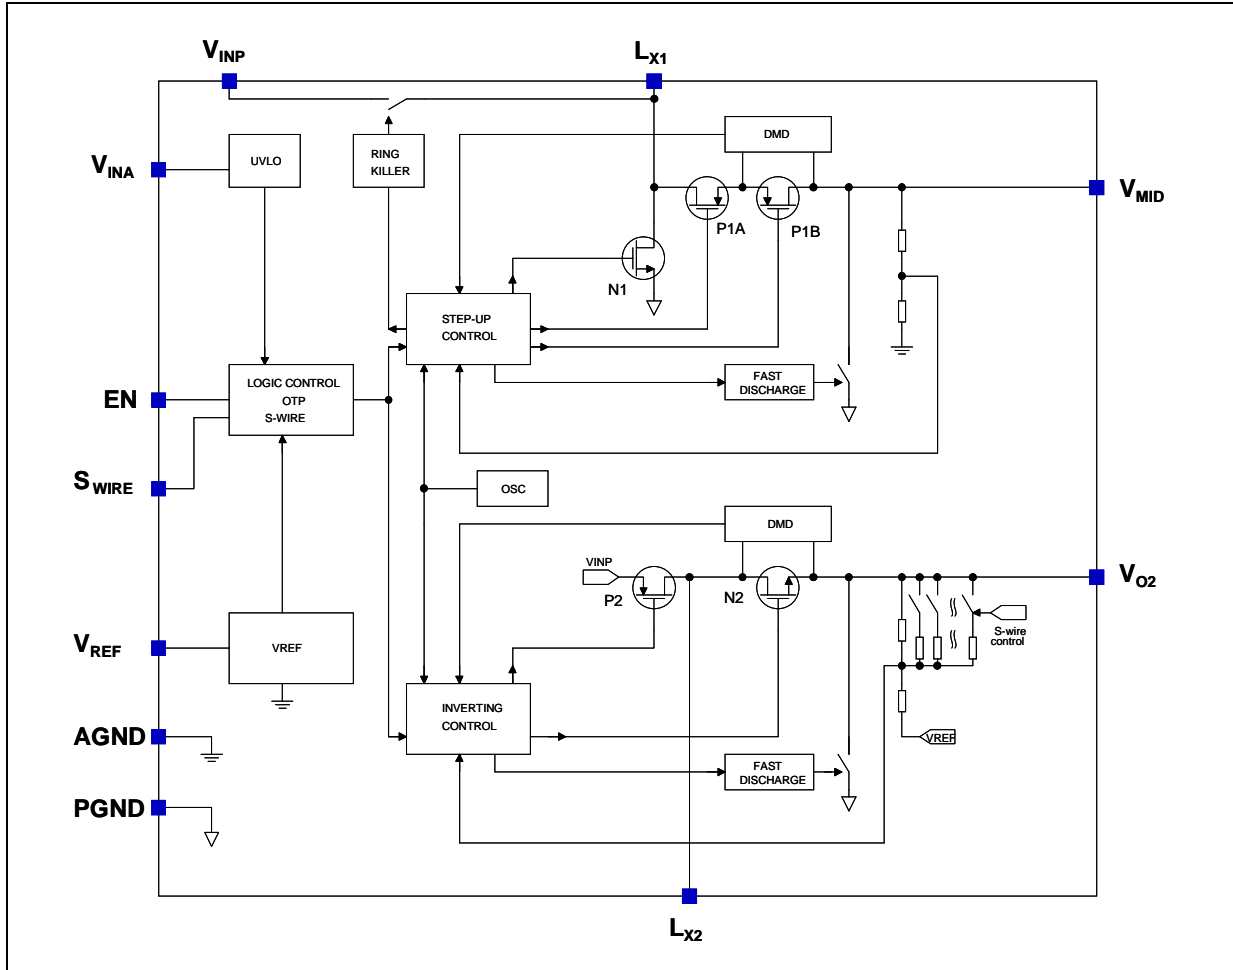 VINP
LX1
DMD
VINA
UVLO
RING
KILLER
VMID
P1A
P1B
N1
STEP-UP
CONTROL
LOGIC CONTROL
OTP
S-WIRE
FAST
DISCHARGE
EN
SWIRE
OSC
DMD
VINP
P2
N2
VO2
S-wire
control
VREF
VREF
INVERTING
CONTROL
VREF
AGND
FAST
DISCHARGE
PGND
LX2